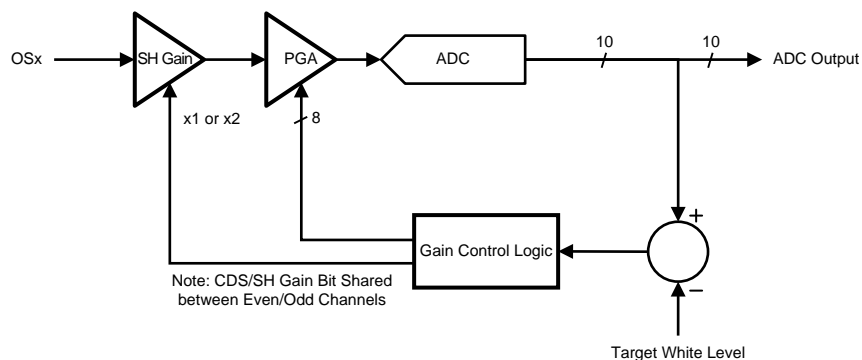 10 10
OSx SH Gain PGA ADC ADC Output
x1 or x2 8
+
Gain Control Logic
Note: CDS/SH Gain Bit Shared
between Even/Odd Channels
−
Target White Level